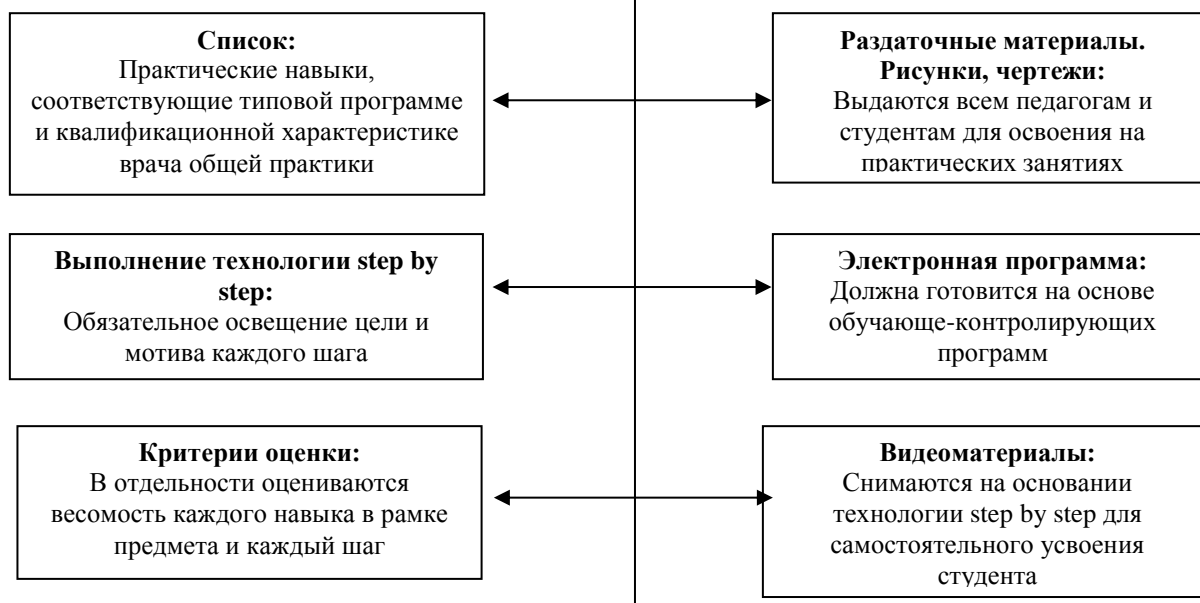 Список:
Практические навыки,
соответствующие типовой программе
и квалификационной характеристике
врача общей практики
Раздаточные материалы.
Рисунки, чертежи:
Выдаются всем педагогам и
студентам для освоения на
практических занятиях
Выполнение технологии step by
step:
Обязательное освещение цели и
мотива каждого шага
Электронная программа:
Должна готовится на основе
обучающе-контролирующих
программ
Критерии оценки:
В отдельности оцениваются
весомость каждого навыка в рамке
предмета и каждый шаг
Видеоматериалы:
Снимаются на основании
технологии step by step для
самостоятельного усвоения
студента